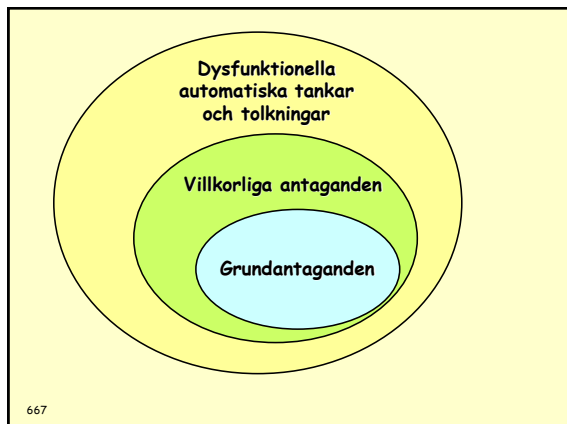 Dysfunktionella
automatiska tankar
och tolkningar
Villkorliga antaganden
Grundantaganden
667